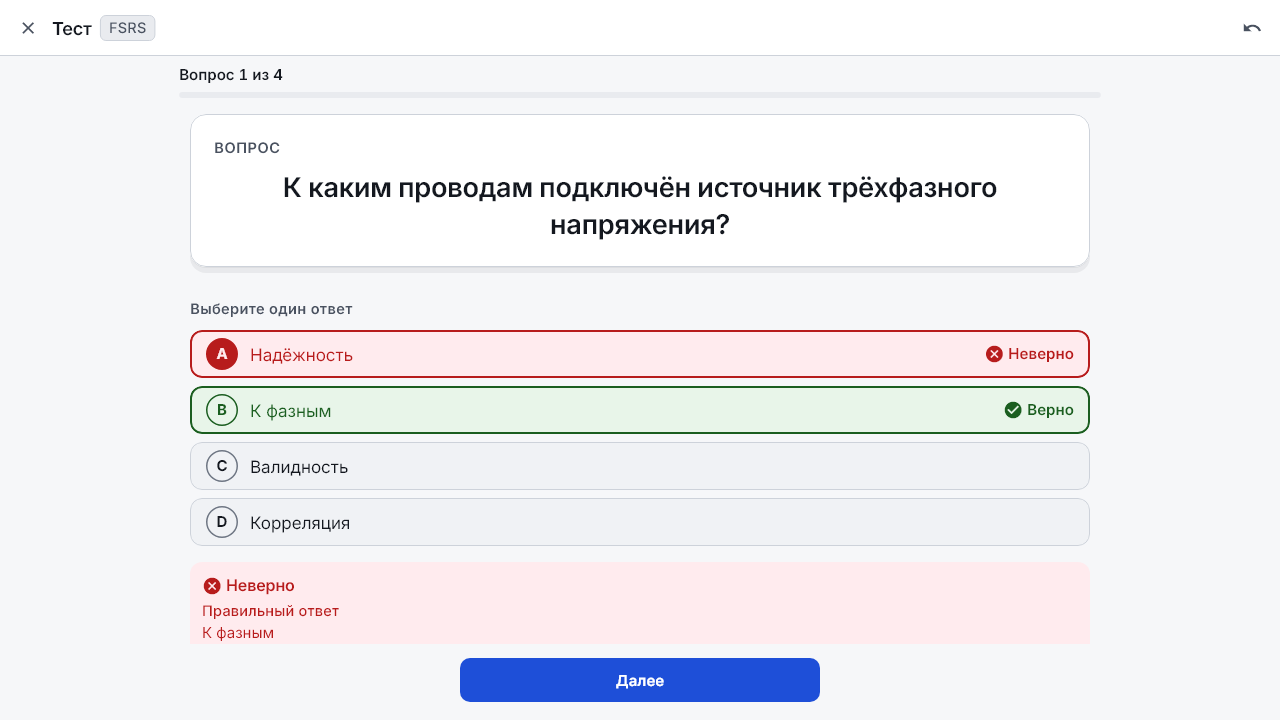 Тест FSRS
Вопрос 1 из 4
ВОПРОС
К каким проводам подключён источник трёхфазного
напряжения?
Выберите один ответ
A Надёжность Неверно
B К фазным Верно
C Валидность
D Корреляция
Неверно
Правильный ответ
К фазным
Далее